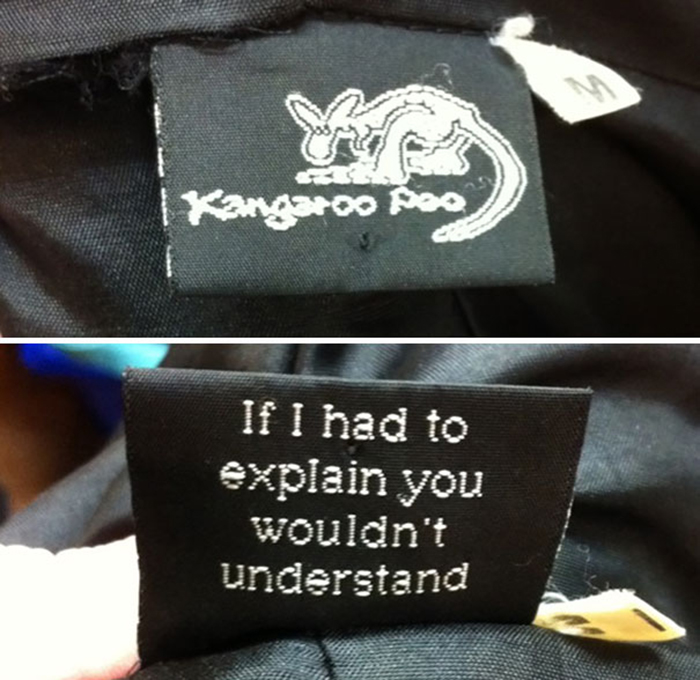 M
Kangaroo Poo
If I had to
explain you
wouldn't
understand